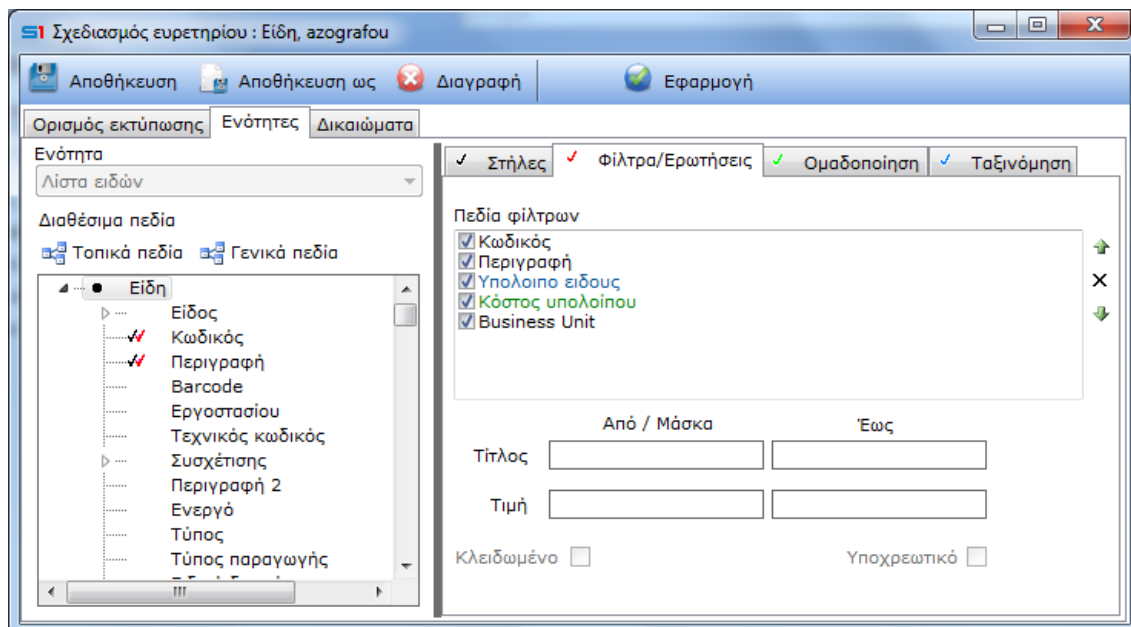 S1 Σχεδιασμός ευρετηρίου : Είδη, azografou
Αποθήκευση Αποθήκευση ως Διαγραφή Εφαρμογή
Ορισμός εκτύπωσης Ενότητες Δικαιώματα
Ενότητα
Λίστα ειδών
Διαθέσιμα πεδία
Τοπικά πεδία Γενικά πεδία
Είδη
Είδος
Κωδικός
Περιγραφή
Barcode
Εργοστασίου
Τεχνικός κωδικός
Συσχέτισης
Περιγραφή 2
Ενεργό
Τύπος
Τύπος παραγωγής
Στήλες Φίλτρα/Ερωτήσεις Ομαδοποίηση Ταξινόμηση
Πεδία φίλτρων
Κωδικός
Περιγραφή
Υπολοιπο ειδους
Κόστος υπολοίπου
Business Unit
Από / Μάσκα Έως
Τίτλος
Τιμή
Κλειδωμένο Υποχρεωτικό